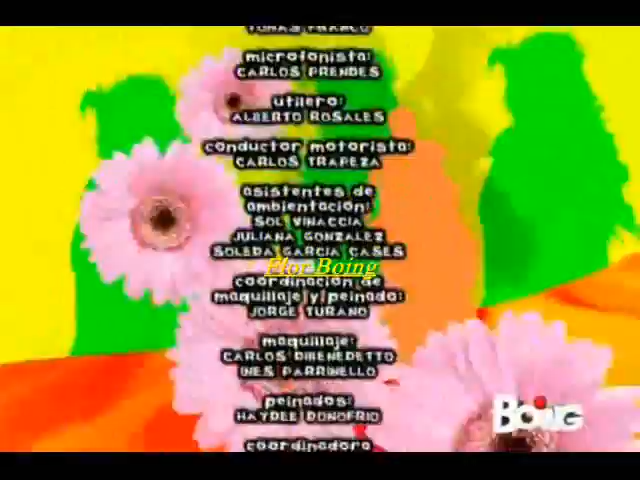 TOMAS FRANCO
microfonista:
CARLOS PRENDES
utilero:
ALBERTO ROSALES
conductor motorista:
CARLOS TRAPEZA
asistentes de
ambientación:
SOL VINACCIA
JULIANA GONZALEZ
SOLEDA GARCIA CASES
Flor Boing
coordinación de
maquillaje y peinado:
JORGE TURANO
maquillaje:
CARLOS DIBENEDETTO
INES PARRINELLO
peinados:
HAYDEE DONOFRIO
coordinadora
BOiNG